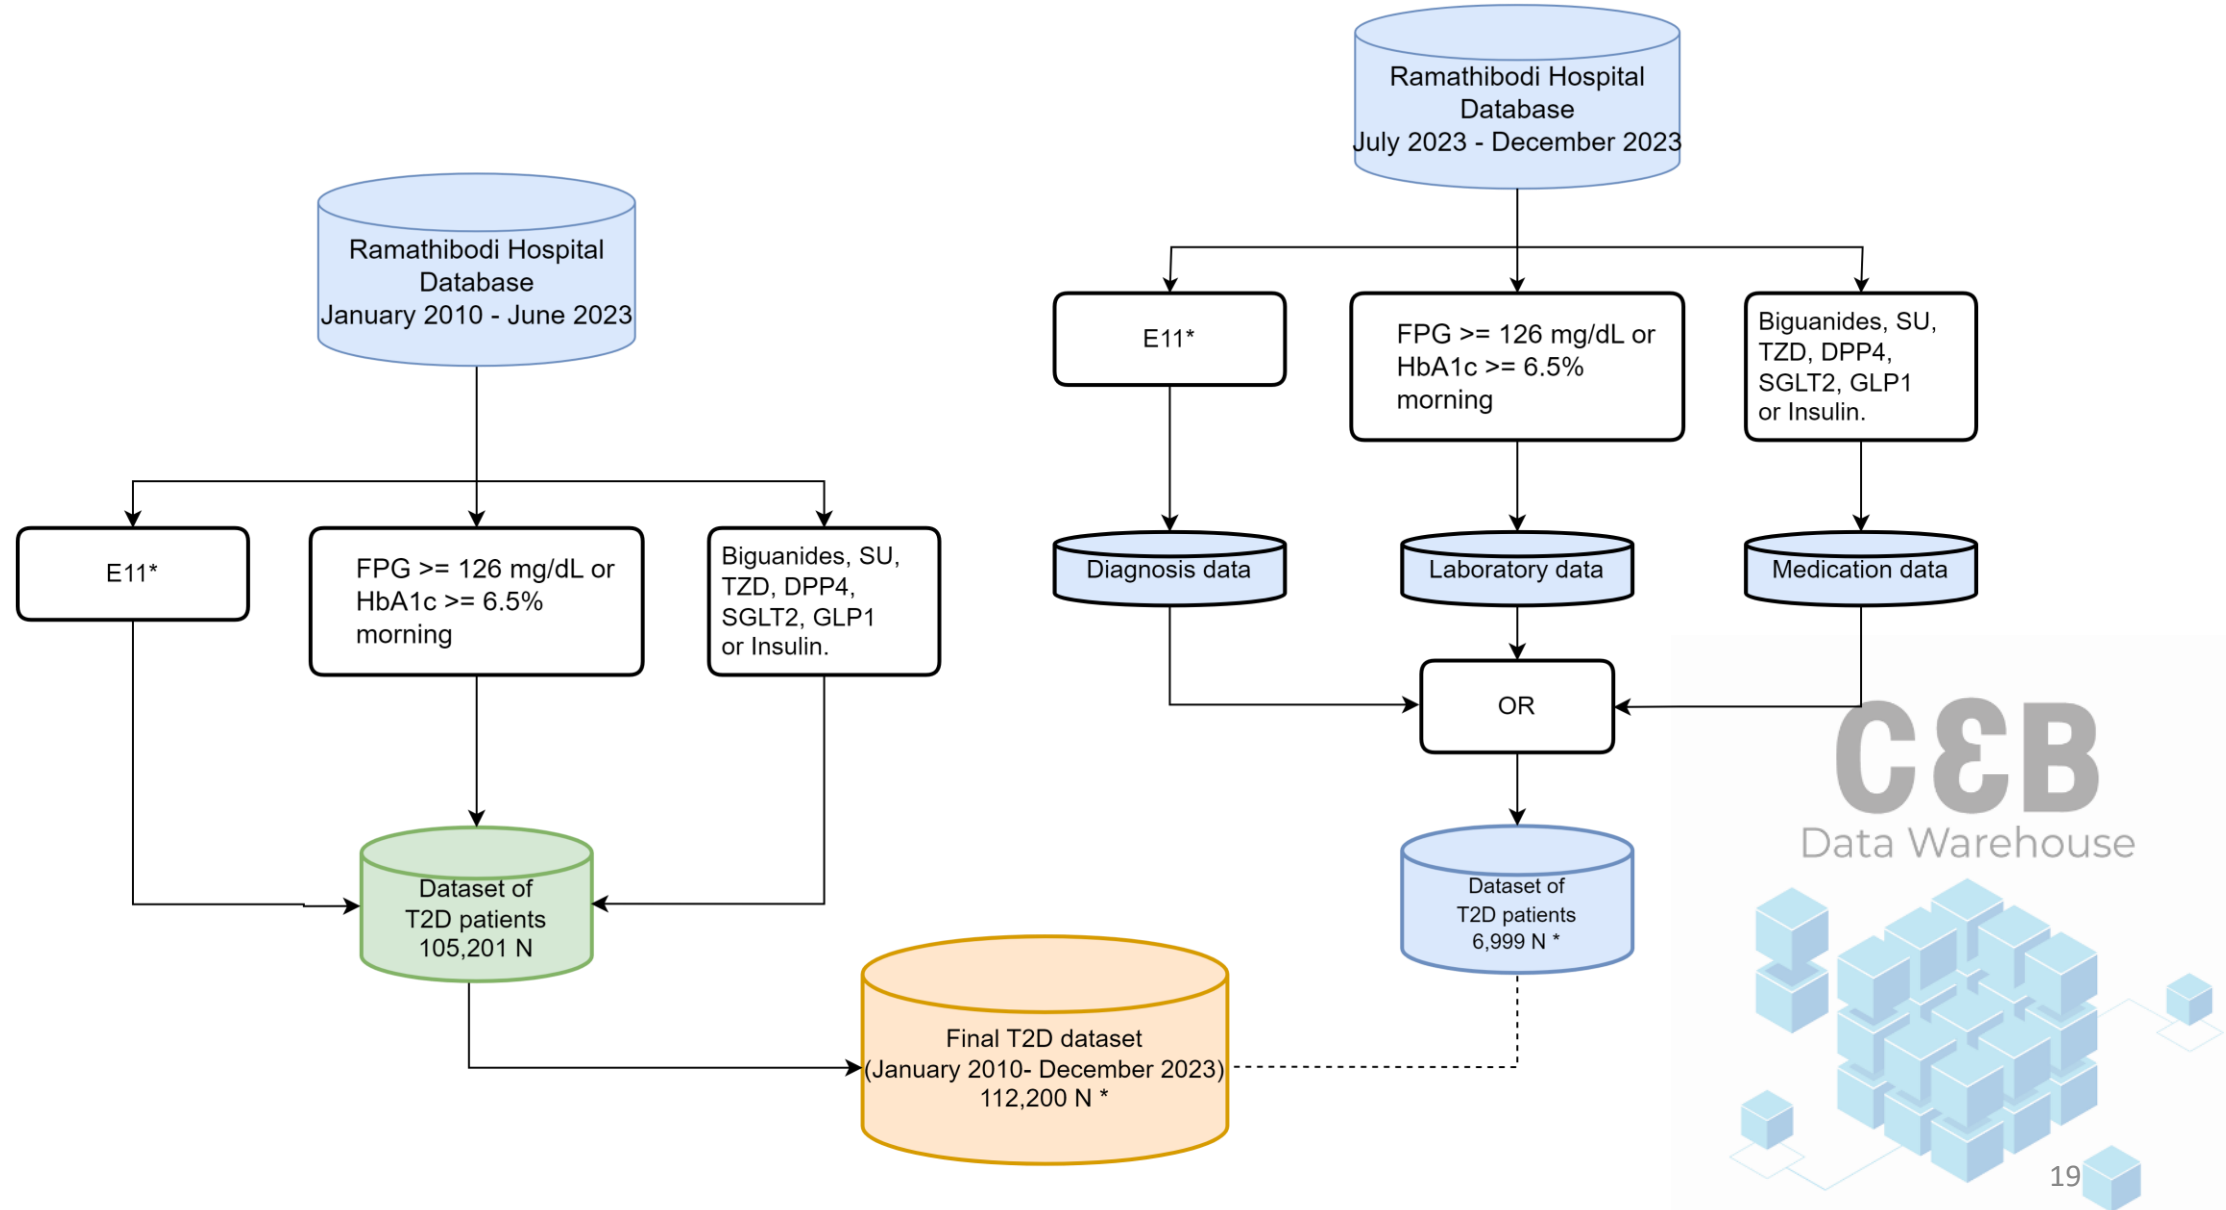 Ramathibodi Hospital
Database
January 2010 - June 2023
E11*
FPG >= 126 mg/dL or
HbA1c >= 6.5%
morning
Biguanides, SU,
TZD, DPP4,
SGLT2, GLP1
or Insulin.
Dataset of
T2D patients
105,201 N
Ramathibodi Hospital
Database
July 2023 - December 2023
E11*
FPG >= 126 mg/dL or
HbA1c >= 6.5%
morning
Biguanides, SU,
TZD, DPP4,
SGLT2, GLP1
or Insulin.
Diagnosis data
Laboratory data
Medication data
OR
Dataset of
T2D patients
6,999 N *
Final T2D dataset
(January 2010- December 2023)
112,200 N *
CEB
Data Warehouse
19